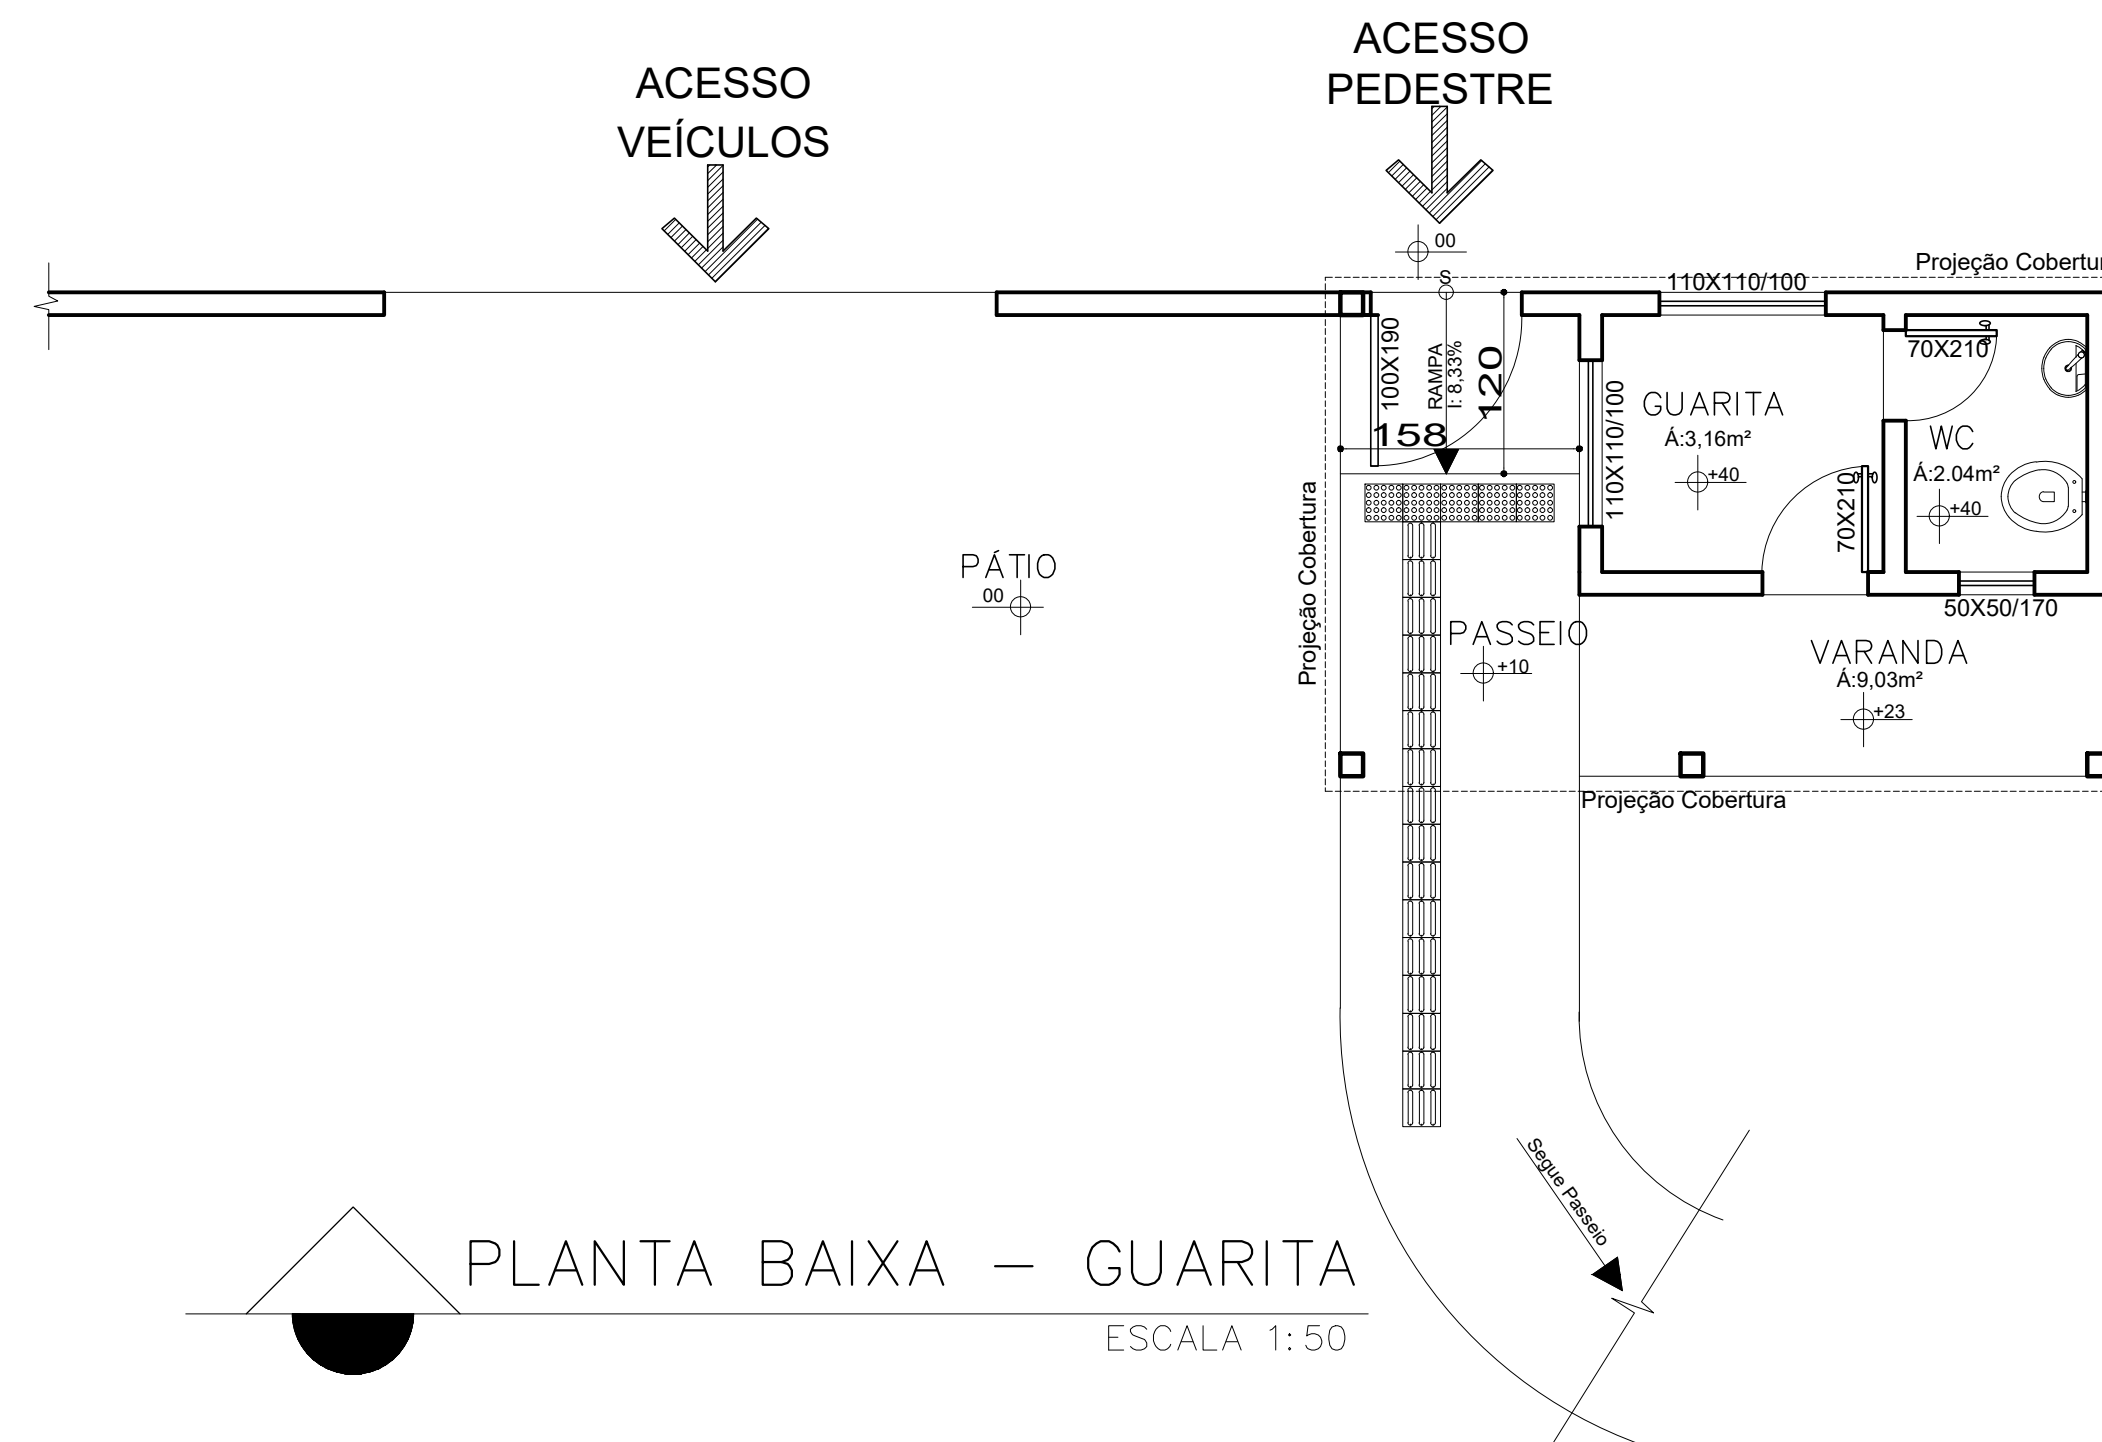 ACESSO
VEÍCULOS
ACESSO
PEDESTRE
00
S
Projeção Cobertur
110X110/100
100X190
RAMPA
I: 8,33%
120
158
110X110/100
GUARITA
Á:3,16m²
+40
70X210
WC
Á:2.04m²
+40
70X210
50X50/170
Projeção Cobertura
PÁTIO
00
PASSEIO
+10
VARANDA
Á:9,03m²
+23
Projeção Cobertura
Segue Passeio
PLANTA BAIXA – GUARITA
ESCALA 1:50